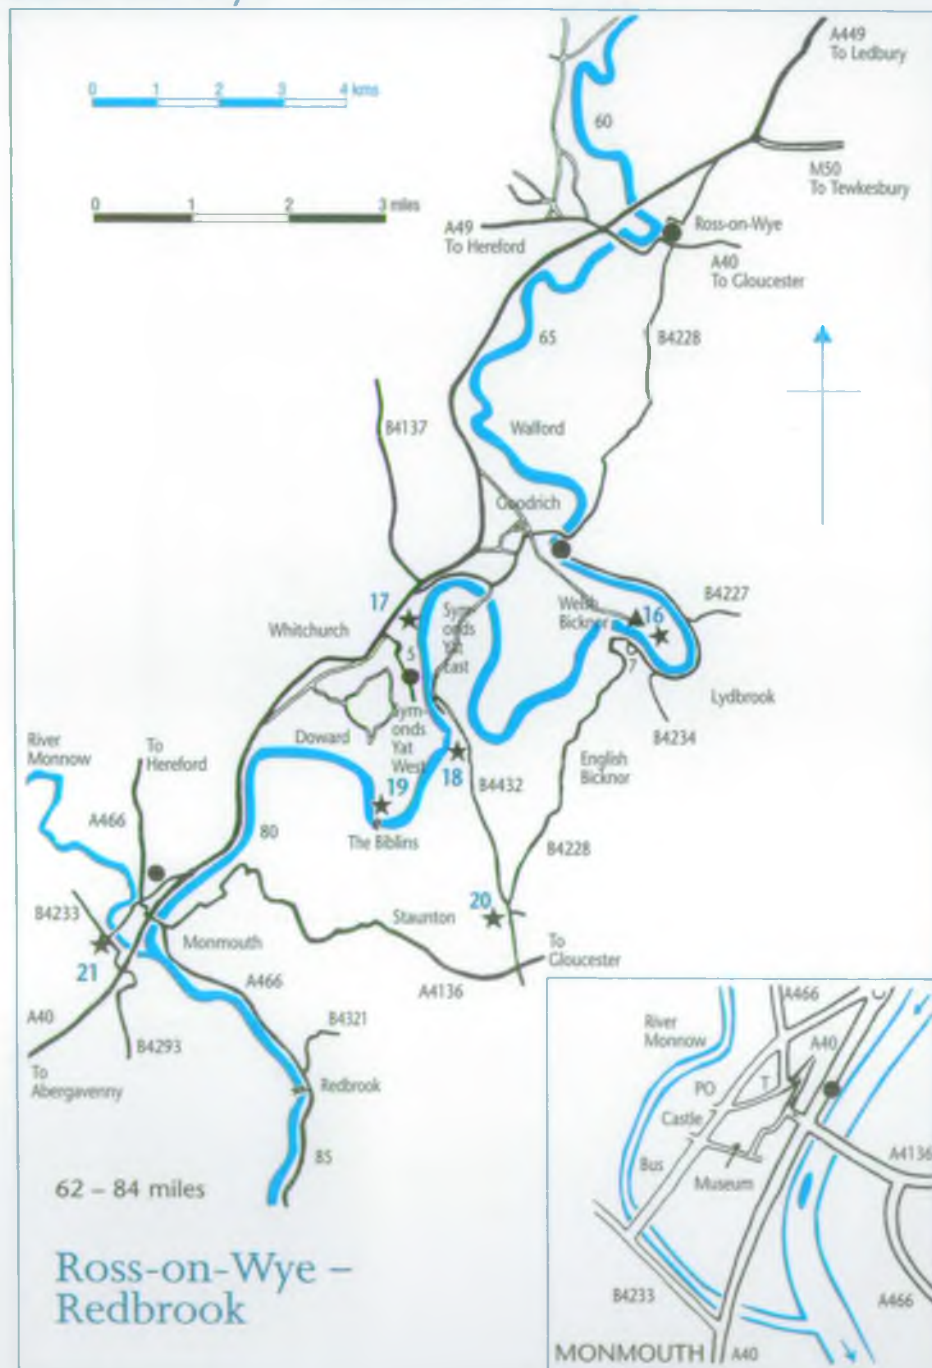 0 1 2 3 4 kms
0 1 2 3 miles
A449
To Ledbury
60
M50
To Tewkesbury
Ross-on-Wye
A49
To Hereford
A40
To Gloucester
65
B4228
B4137
Walford
Goodrich
B4227
17
Whitchurch
Sym-
onds
Yat
East
Welsh
Bicknor
16
5
7
Lydbrook
B4234
Sym-
onds
Yat
West
Doward
River
Monnow
To
Hereford
English
Bicknor
18
B4432
19
A466
80
The Biblins
B4228
20
B4233
Staunton
Monmouth
To
Gloucester
21
A466
A4136
A40
B4321
B4293
To
Abergavenny
Redbrook
85
62 – 84 miles
Ross-on-Wye –
Redbrook
A466
River
Monnow
A40
PO
T
Castle
A4136
Bus
Museum
B4233
A466
MONMOUTH
A40